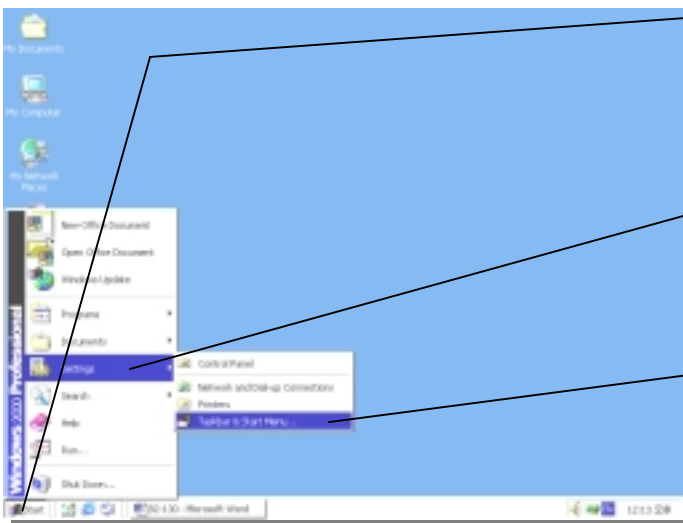 My Documents
My Computer
My Network
Places
New Office Document
Open Office Document
Windows Update
Programs
Documents
Settings
Search
Help
Run...
Shut Down...
Windows 2000 Professional
Control Panel
Network and Dial-up Connections
Printers
Taskbar & Start Menu...
Start
- Microsoft Word